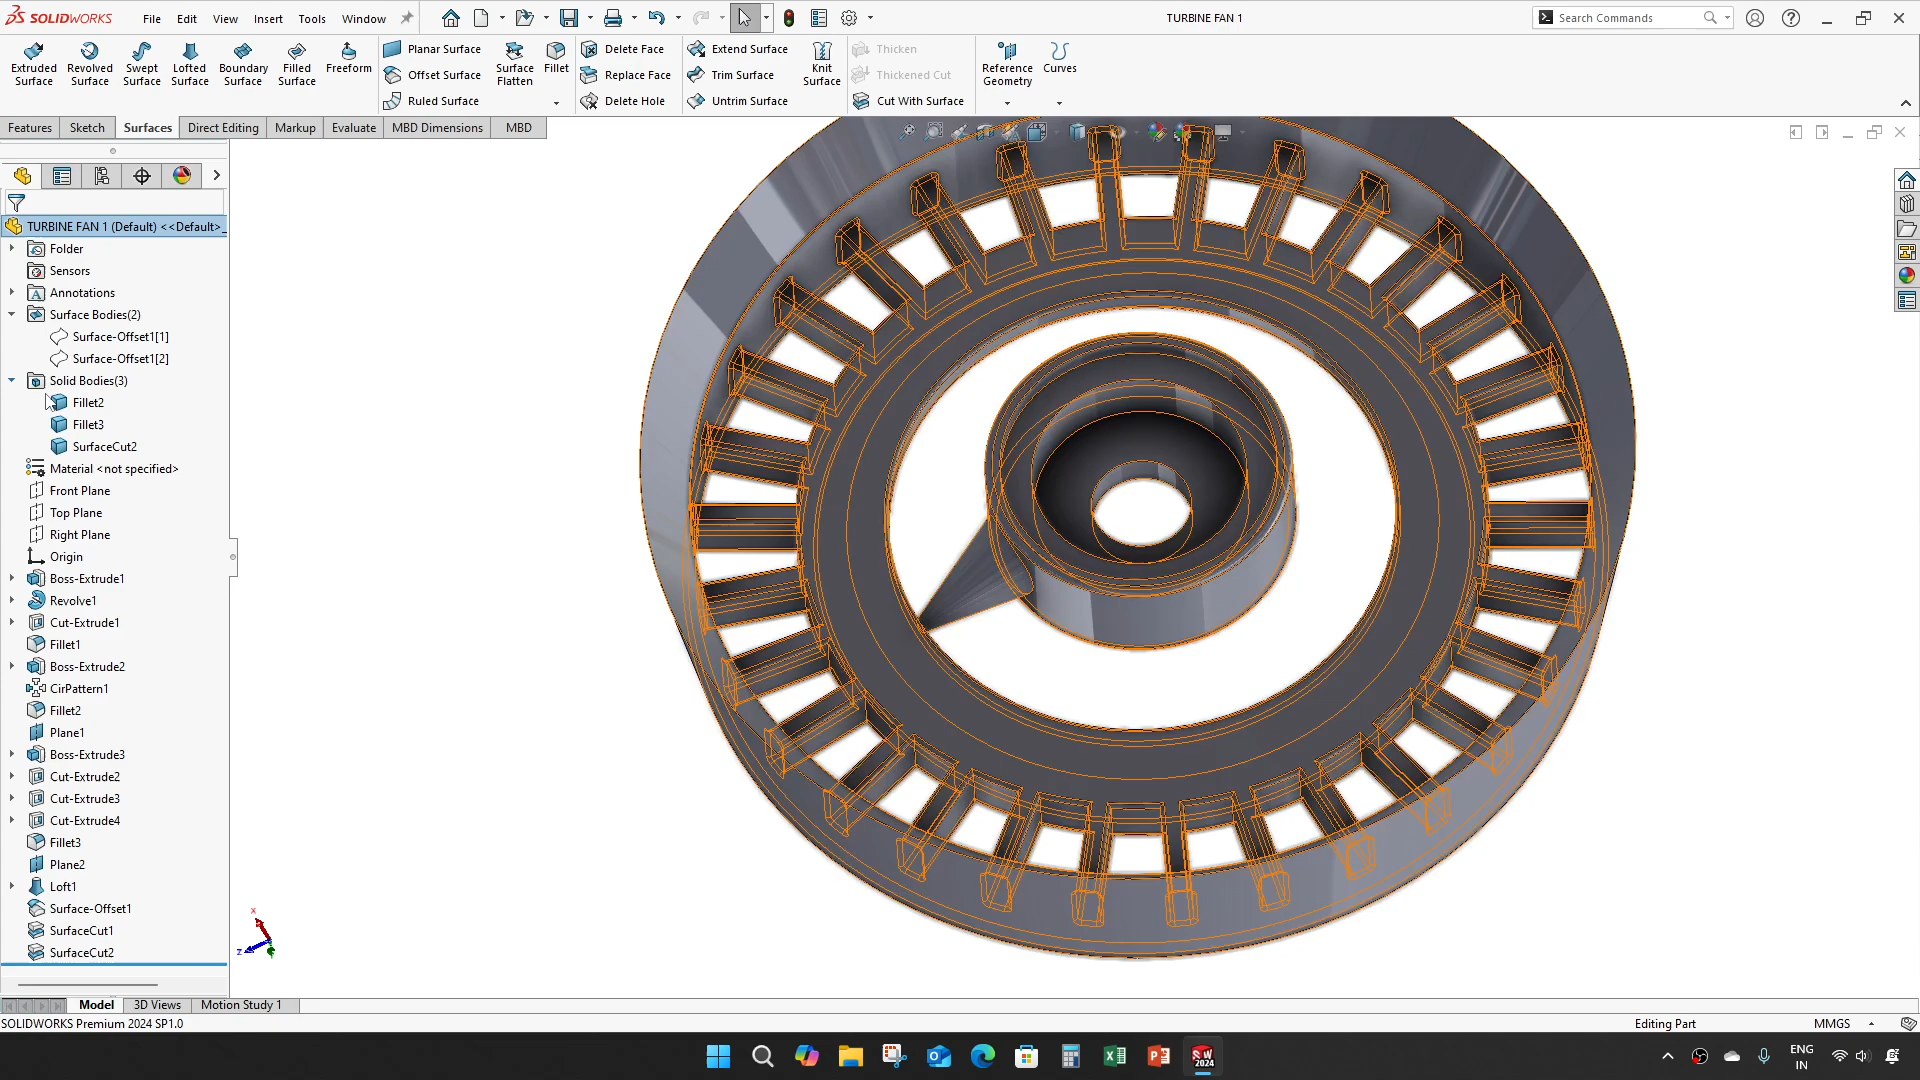 SOLIDWORKS File Edit View Insert Tools Window
TURBINE FAN 1
Search Commands
Extruded Surface
Revolved Surface
Swept Surface
Lofted Surface
Boundary Surface
Filled Surface
Freeform
Planar Surface
Offset Surface
Ruled Surface
Surface Flatten
Fillet
Delete Face
Replace Face
Delete Hole
Extend Surface
Trim Surface
Untrim Surface
Knit Surface
Thicken
Thickened Cut
Cut With Surface
Reference Geometry
Curves
Features Sketch Surfaces Direct Editing Markup Evaluate MBD Dimensions MBD
TURBINE FAN 1 (Default) <<Default>_
Folder
Sensors
Annotations
Surface Bodies(2)
Surface-Offset1[1]
Surface-Offset1[2]
Solid Bodies(3)
Fillet2
Fillet3
SurfaceCut2
Material <not specified>
Front Plane
Top Plane
Right Plane
Origin
Boss-Extrude1
Revolve1
Cut-Extrude1
Fillet1
Boss-Extrude2
CirPattern1
Fillet2
Plane1
Boss-Extrude3
Cut-Extrude2
Cut-Extrude3
Cut-Extrude4
Fillet3
Plane2
Loft1
Surface-Offset1
SurfaceCut1
SurfaceCut2
X
Z
Model 3D Views Motion Study 1
SOLIDWORKS Premium 2024 SP1.0
Editing Part
MMGS
SW 2024
ENG
IN